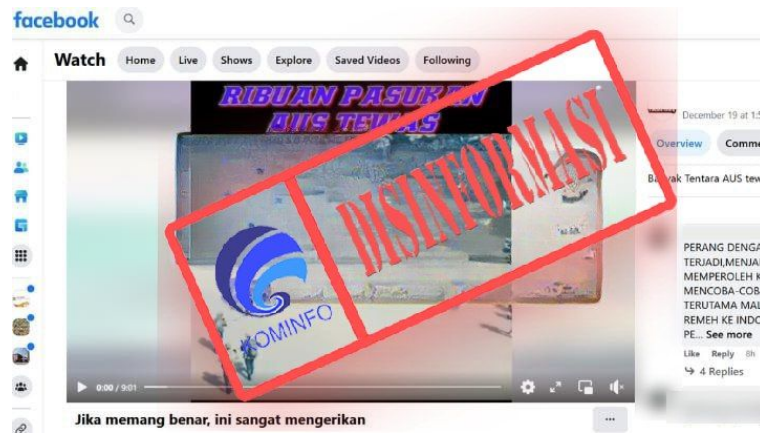 facebook
Watch
Home
Live
Shows
Explore
Saved Videos
Following
RIBUAN PASUKAN
AUS TEWAS
DISINFORMASI
KOMINFO
0:00 / 9:01
Jika memang benar, ini sangat mengerikan
December 19 at 1:5
Overview
Comme
Banyak Tentara AUS tew
PERANG DENGA
TERJADI,MENJA
MEMPEROLEH K
MENCOBA-COB
TERUTAMA MAL
REMEH KE INDO
PE... See more
Like Reply 8h
4 Replies